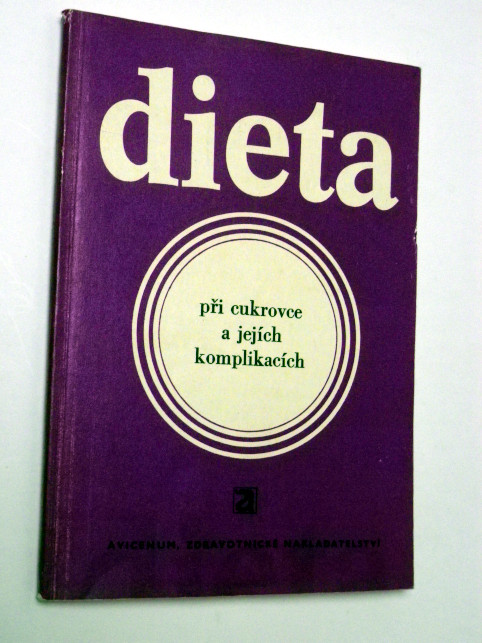 dieta
při cukrovce
a jejích
komplikacích
a
AVICENUM, ZDRAVOTNICKÉ NAKLADATELSTVÍ